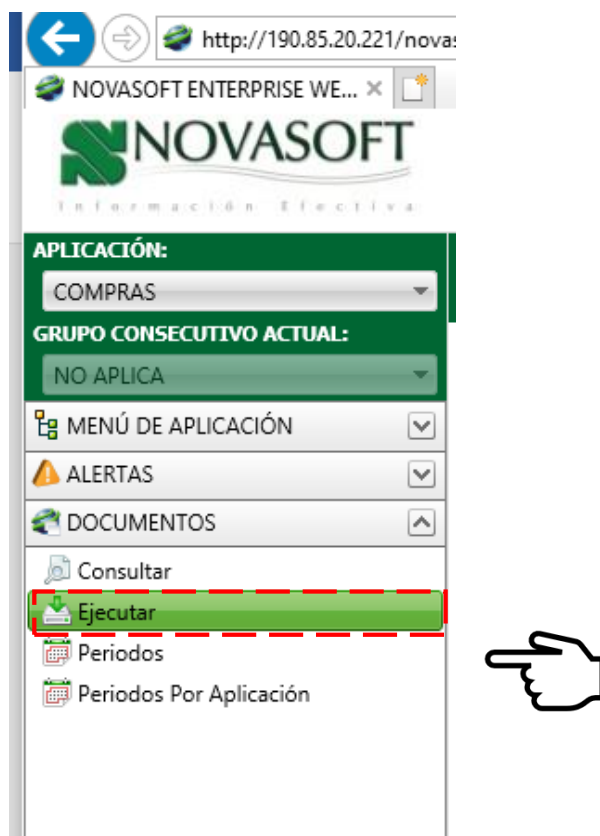 http://190.85.20.221/novas
NOVASOFT ENTERPRISE WE...
NOVASOFT
Información Efectiva
APLICACIÓN:
COMPRAS
GRUPO CONSECUTIVO ACTUAL:
NO APLICA
MENÚ DE APLICACIÓN
ALERTAS
DOCUMENTOS
Consultar
Ejecutar
Periodos
Periodos Por Aplicación